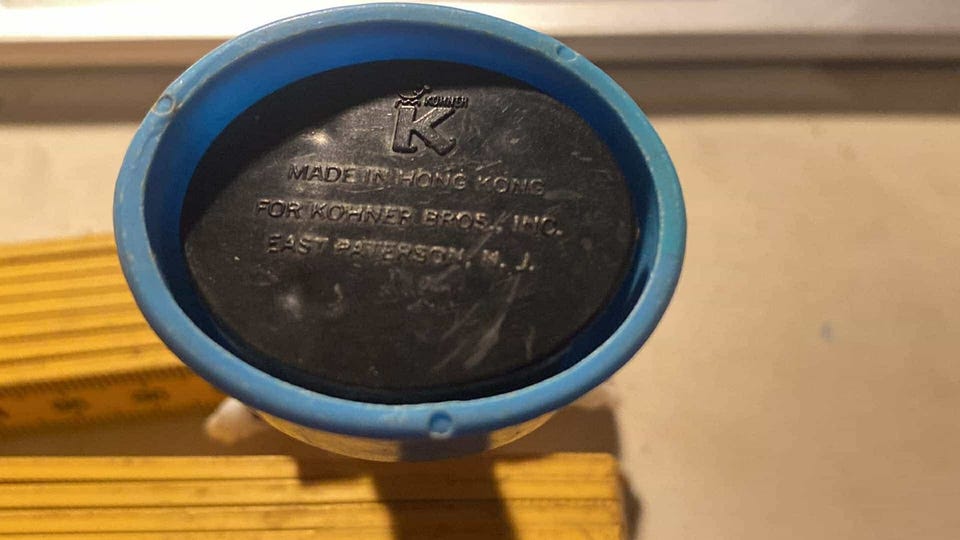 KOHNER
K
MADE IN HONG KONG
FOR KOHNER BROS., INC.
EAST PATERSON, N. J.